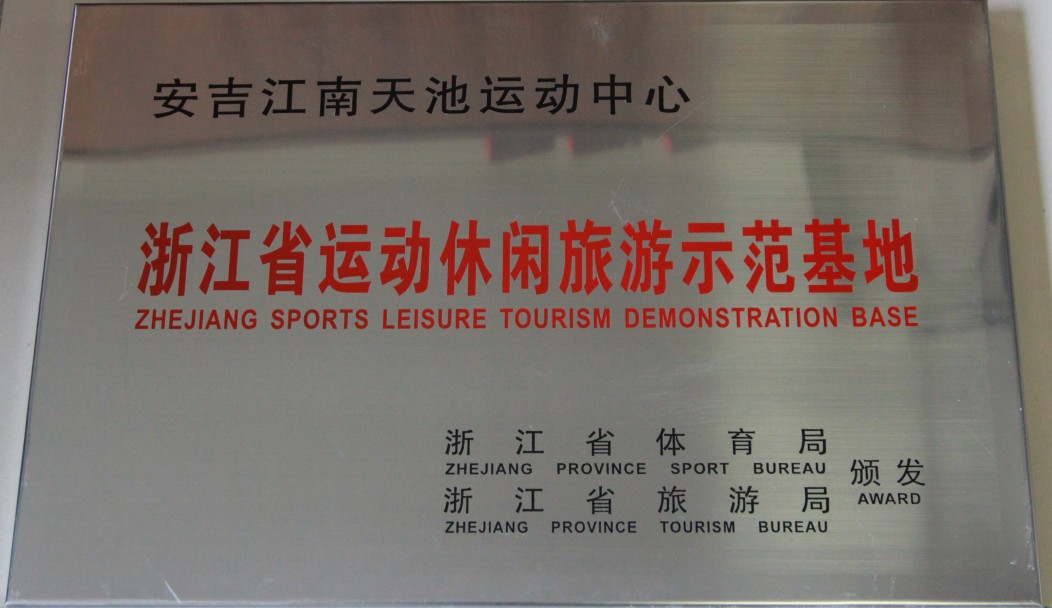 安吉江南天池运动中心
浙江省运动休闲旅游示范基地
ZHEJIANG SPORTS LEISURE TOURISM DEMONSTRATION BASE
浙江省体育局
ZHEJIANG PROVINCE SPORT BUREAU
浙江省旅游局
ZHEJIANG PROVINCE TOURISM BUREAU
颁发
AWARD